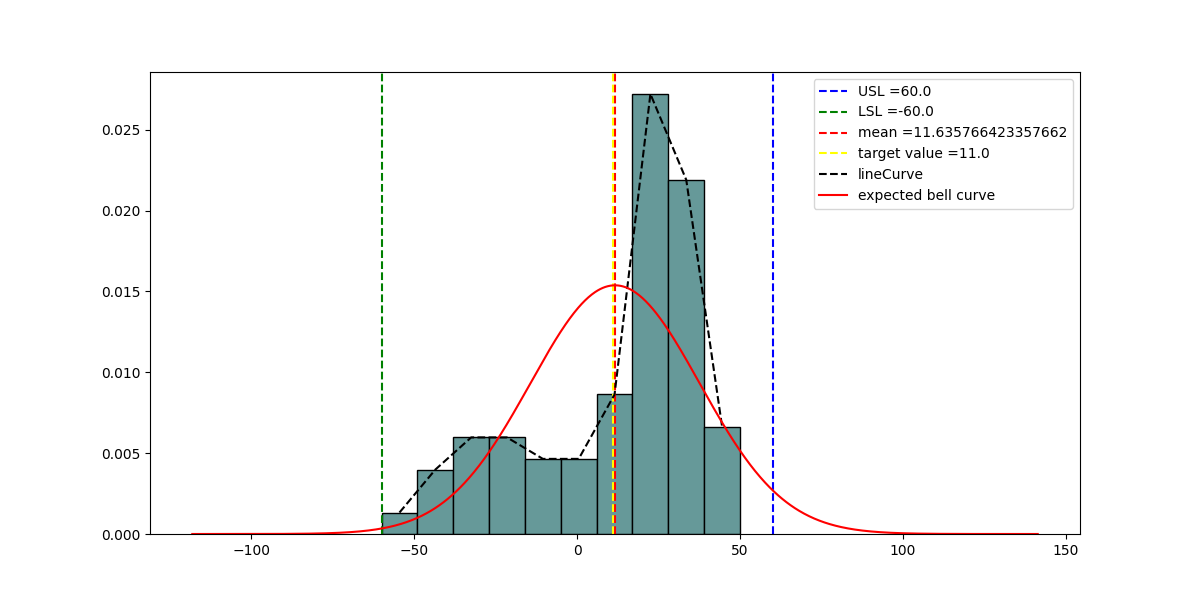 USL =60.0
LSL =-60.0
mean =11.635766423357662
target value =11.0
lineCurve
expected bell curve
0.025
0.020
0.015
0.010
0.005
0.000
−100 −50 0 50 100 150